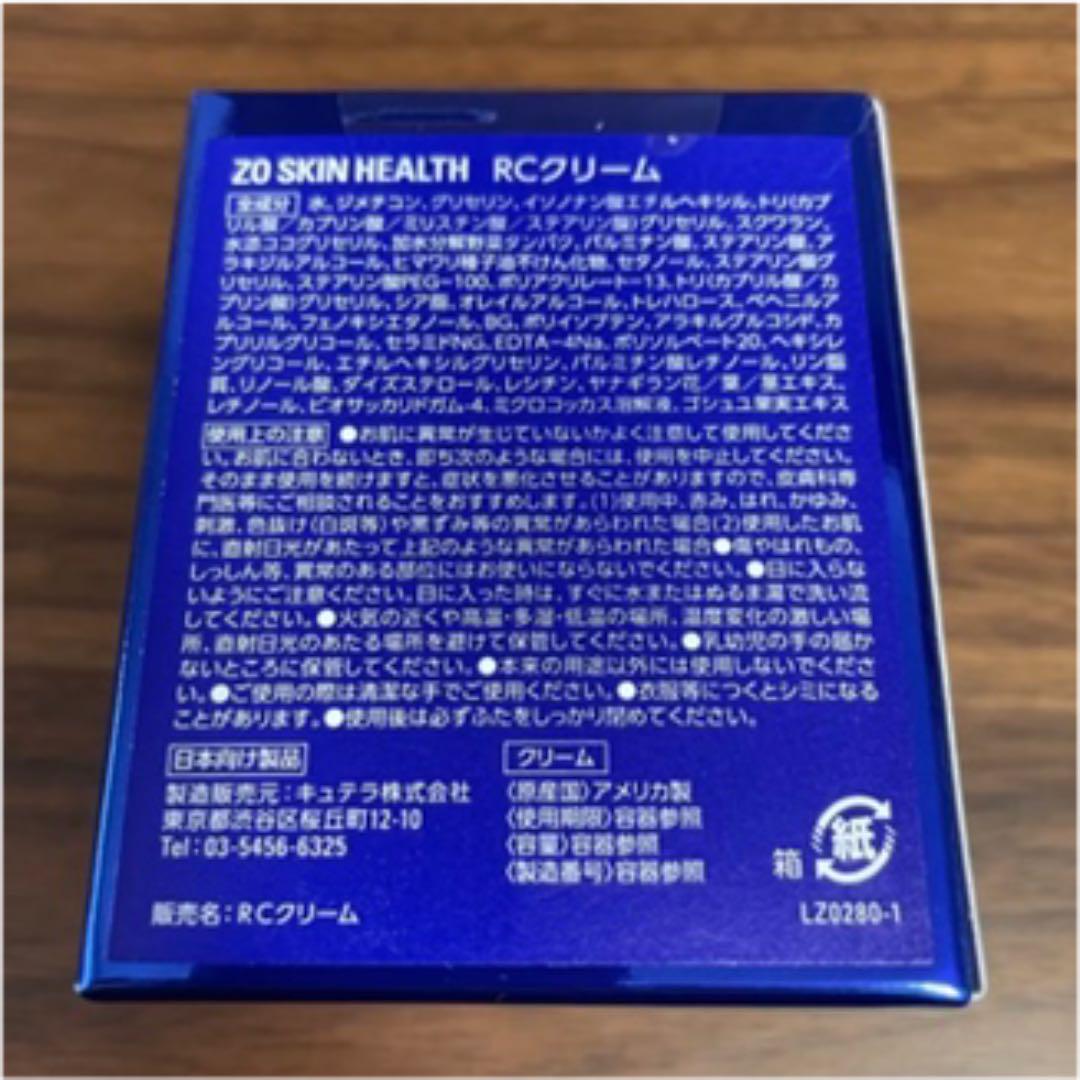 ZO SKIN HEALTH RCクリーム
全成分 水、ジメチコン、グリセリン、イソノナン酸エチルヘキシル、トリ(カプ
リル酸/カプリン酸/ミリスチン酸/ステアリン酸)グリセリル、スクワラン、
水添ココグリセリル、加水分解野菜タンパク、パルミチン酸、ステアリン酸、ア
ラキジルアルコール、ヒマワリ種子油不けん化物、セタノール、ステアリン酸グ
リセリル、ステアリン酸PEG-100、ポリアクリレート-13、トリ(カプリル酸/カ
プリン酸)グリセリル、シア脂、オレイルアルコール、トレハロース、ベヘニルア
ルコール、フェノキシエタノール、BG、ポリイソブテン、アラキルグルコシド、カ
プリリルグリコール、セラミドNG、EDTA-4Na、ポリソルベート20、ヘキシレ
ングリコール、エチルヘキシルグリセリン、パルミチン酸レチノール、リン脂
質、リノール酸、ダイズステロール、レシチン、ヤナギラン花/葉/茎エキス、
レチノール、ビオサッカリドガム-4、ミクロコッカス溶解液、ゴシュユ果実エキス
使用上の注意 ●お肌に異常が生じていないかよく注意して使用してくださ
い。お肌に合わないとき、即ち次のような場合には、使用を中止してください。
そのまま使用を続けますと、症状を悪化させることがありますので、皮膚科専
門医等にご相談されることをおすすめします。(1)使用中、赤み、はれ、かゆみ、
刺激、色抜け(白斑等)や黒ずみ等の異常があらわれた場合(2)使用したお肌
に、直射日光があたって上記のような異常があらわれた場合●傷やはれもの、
しっしん等、異常のある部位にはお使いにならないでください。●目に入らな
いようにご注意ください。目に入った時は、すぐに水またはぬるま湯で洗い流
してください。●火気の近くや高温・多湿・低温の場所、温度変化の激しい場
所、直射日光のあたる場所を避けて保管してください。●乳幼児の手の届か
ないところに保管してください。●本来の用途以外には使用しないでくださ
い。●ご使用の際は清潔な手でご使用ください。●衣服等につくとシミになる
ことがあります。●使用後は必ずふたをしっかり閉めてください。
日本向け製品
製造販売元：キュテラ株式会社
東京都渋谷区桜丘町12-10
Tel：03-5456-6325
販売名：RCクリーム
クリーム
〈原産国〉アメリカ製
〈使用期限〉容器参照
〈容量〉容器参照
〈製造番号〉容器参照
箱 紙
LZ0280-1